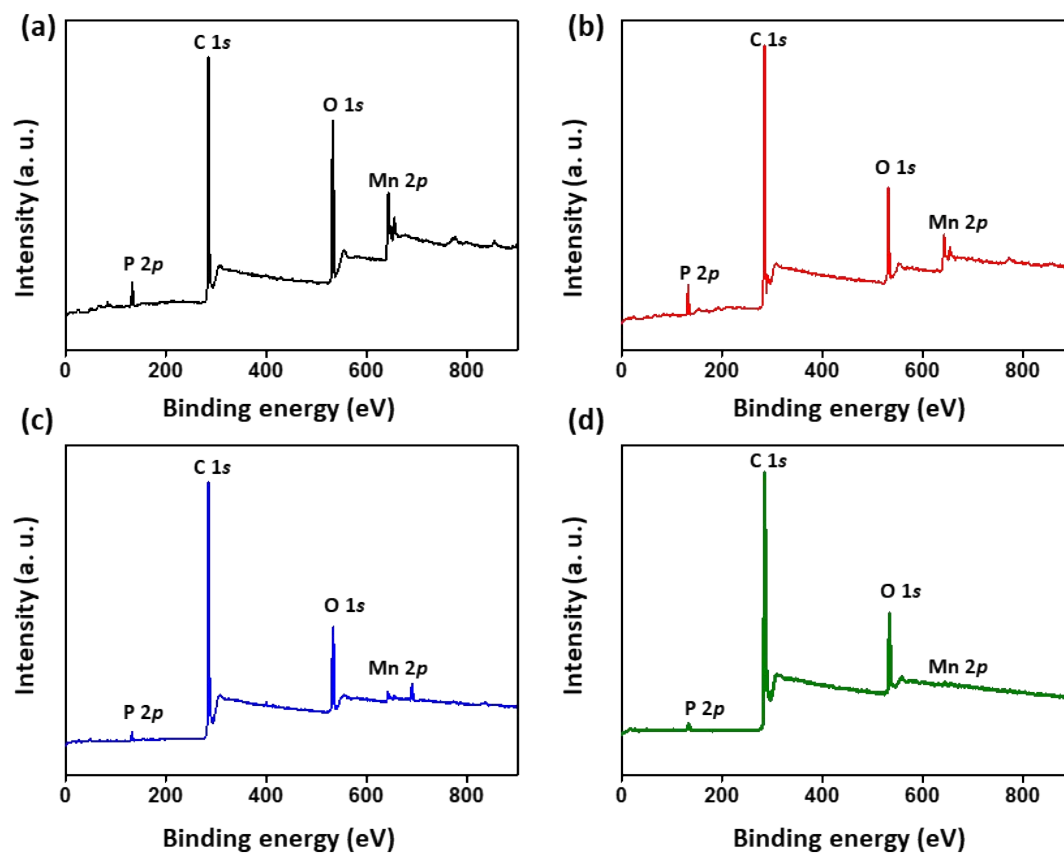 (a)
C 1s
O 1s
Mn 2p
P 2p
Intensity (a. u.)
0 200 400 600 800
Binding energy (eV)
(b)
C 1s
O 1s
Mn 2p
P 2p
Intensity (a. u.)
0 200 400 600 800
Binding energy (eV)
(c)
C 1s
O 1s
Mn 2p
P 2p
Intensity (a. u.)
0 200 400 600 800
Binding energy (eV)
(d)
C 1s
O 1s
Mn 2p
P 2p
Intensity (a. u.)
0 200 400 600 800
Binding energy (eV)